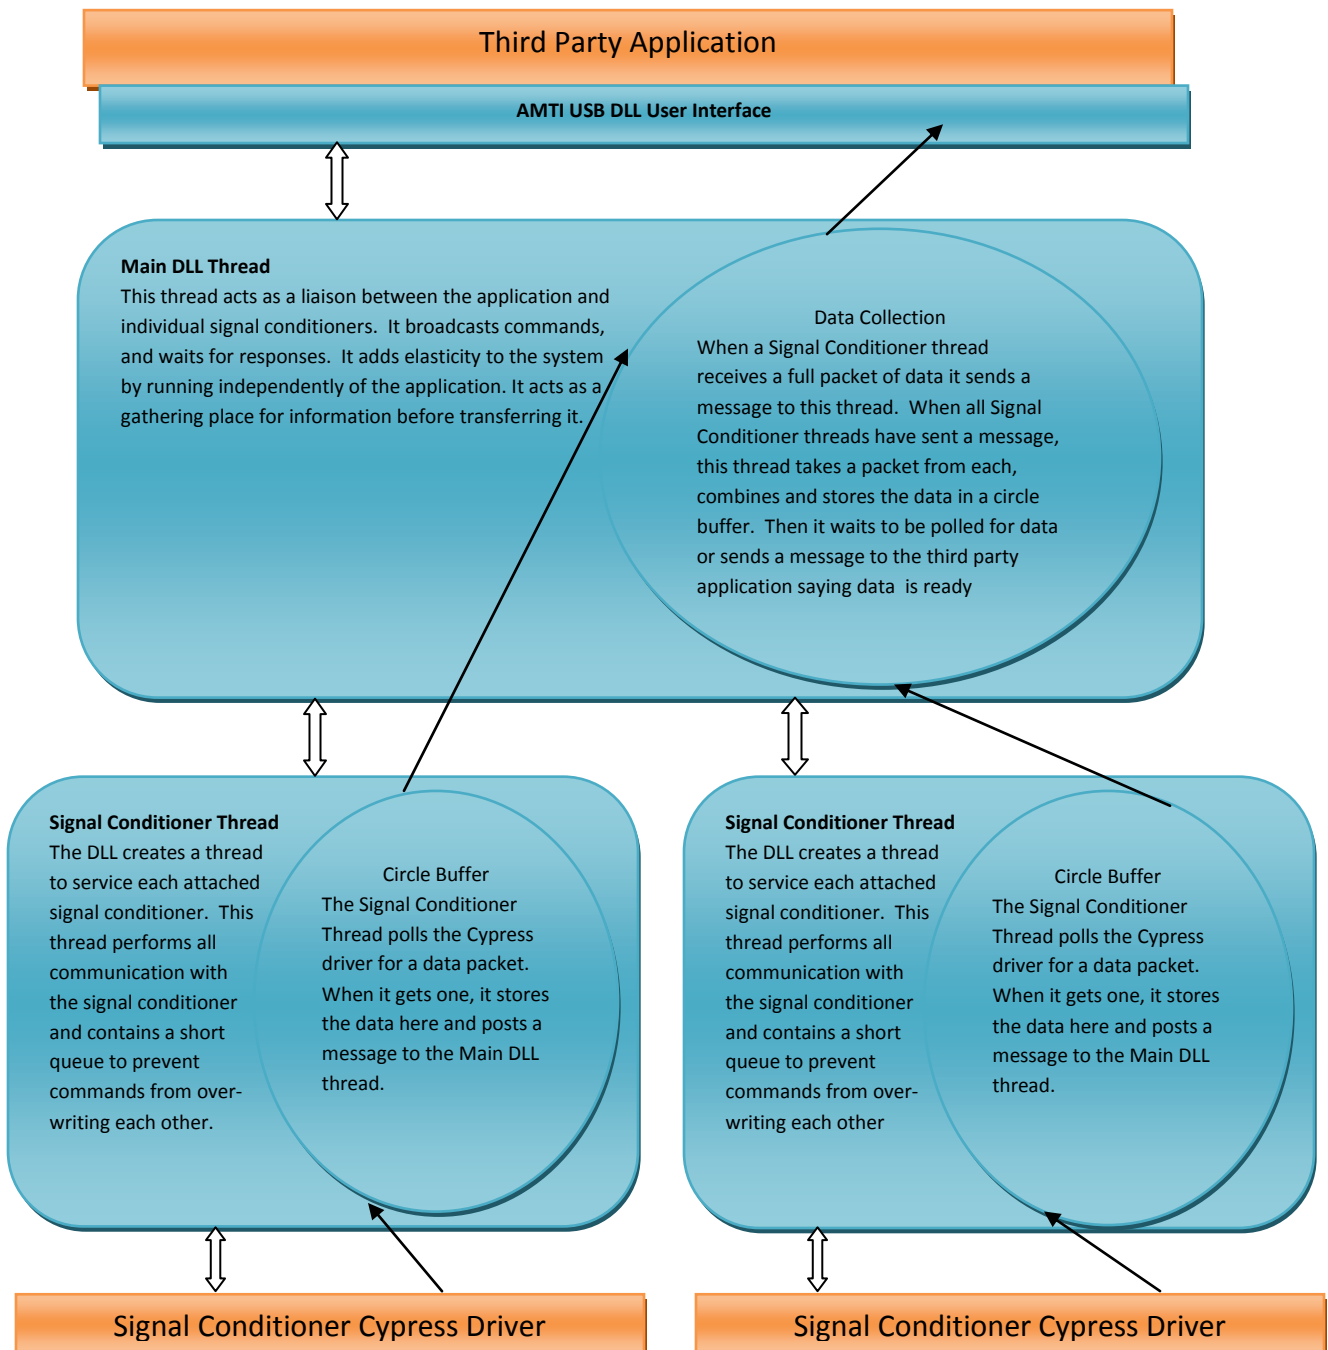 Third Party Application
AMTI USB DLL User Interface
Main DLL Thread
This thread acts as a liaison between the application and
individual signal conditioners.  It broadcasts commands,
and waits for responses.  It adds elasticity to the system
by running independently of the application. It acts as a
gathering place for information before transferring it.
Data Collection
When a Signal Conditioner thread
receives a full packet of data it sends a
message to this thread.  When all Signal
Conditioner threads have sent a message,
this thread takes a packet from each,
combines and stores the data in a circle
buffer.  Then it waits to be polled for data
or sends a message to the third party
application saying data  is ready
Signal Conditioner Thread
The DLL creates a thread
to service each attached
signal conditioner.  This
thread performs all
communication with
the signal conditioner
and contains a short
queue to prevent
commands from over-
writing each other.
Circle Buffer
The Signal Conditioner
Thread polls the Cypress
driver for a data packet.
When it gets one, it stores
the data here and posts a
message to the Main DLL
thread.
Signal Conditioner Thread
The DLL creates a thread
to service each attached
signal conditioner.  This
thread performs all
communication with
the signal conditioner
and contains a short
queue to prevent
commands from over-
writing each other
Circle Buffer
The Signal Conditioner
Thread polls the Cypress
driver for a data packet.
When it gets one, it stores
the data here and posts a
message to the Main DLL
thread.
Signal Conditioner Cypress Driver
Signal Conditioner Cypress Driver